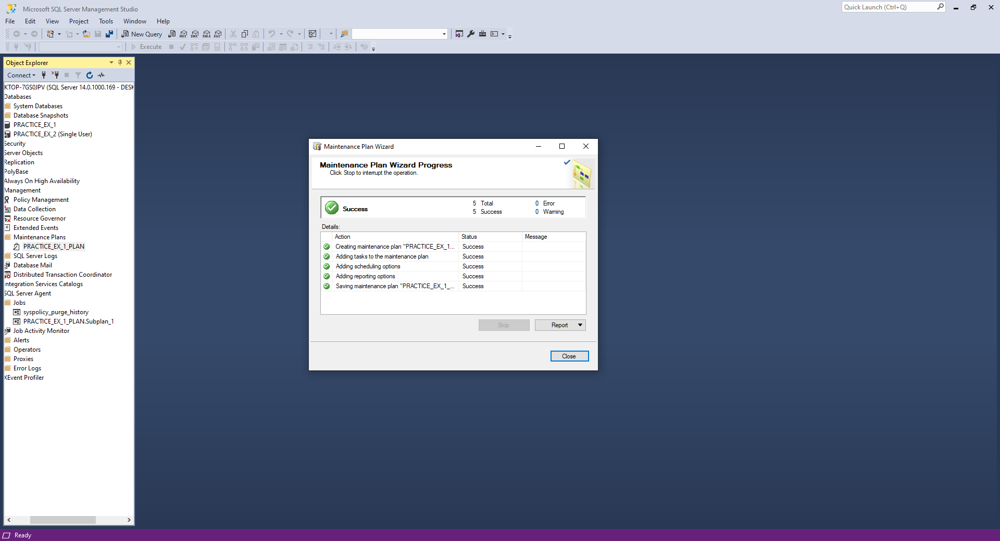 Microsoft SQL Server Management Studio
Quick Launch (Ctrl+Q)
File Edit View Project Tools Window Help
New Query
MDX DMX XMLA DAX
Execute
Object Explorer
Connect
KTOP-7GS0JPV (SQL Server 14.0.1000.169 - DESK
Databases
System Databases
Database Snapshots
PRACTICE_EX_1
PRACTICE_EX_2 (Single User)
Security
Server Objects
Replication
PolyBase
Always On High Availability
Management
Policy Management
Data Collection
Resource Governor
Extended Events
Maintenance Plans
PRACTICE_EX_1_PLAN
SQL Server Logs
Database Mail
Distributed Transaction Coordinator
Integration Services Catalogs
SQL Server Agent
Jobs
syspolicy_purge_history
PRACTICE_EX_1_PLAN.Subplan_1
Job Activity Monitor
Alerts
Operators
Proxies
Error Logs
XEvent Profiler
Maintenance Plan Wizard
Maintenance Plan Wizard Progress
Click Stop to interrupt the operation.
Success
5 Total 0 Error
5 Success 0 Warning
Details:
Action Status Message
Creating maintenance plan "PRACTICE_EX_1... Success
Adding tasks to the maintenance plan Success
Adding scheduling options Success
Adding reporting options Success
Saving maintenance plan "PRACTICE_EX_1_... Success
Stop Report
Close
Ready